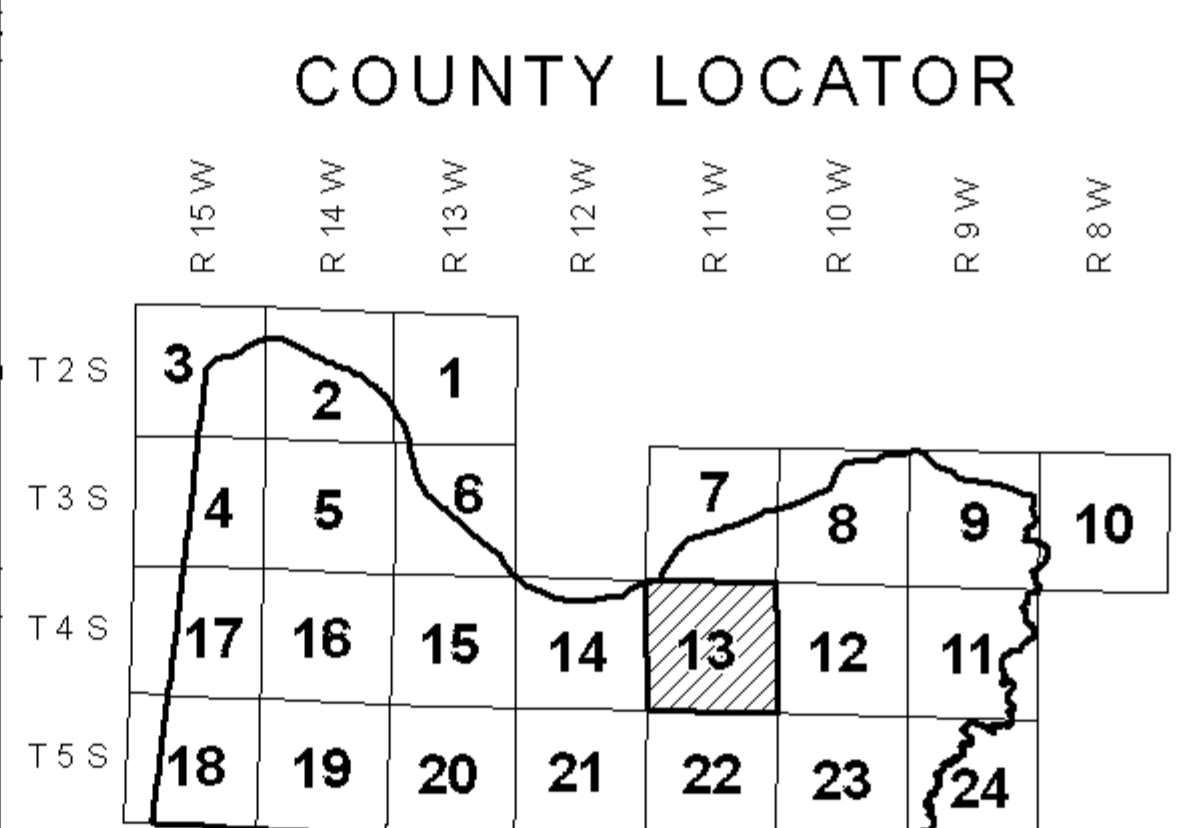 COUNTY LOCATOR
R 15 W R 14 W R 13 W R 12 W R 11 W R 10 W R 9 W R 8 W
T 2 S 3 2 1
T 3 S 4 5 6 7 8 9 10
T 4 S 17 16 15 14 13 12 11
T 5 S 18 19 20 21 22 23 24